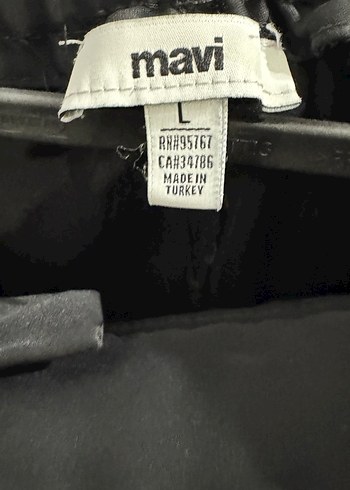 mavi
L
RN#95767
CA#34786
MADE IN
TURKEY